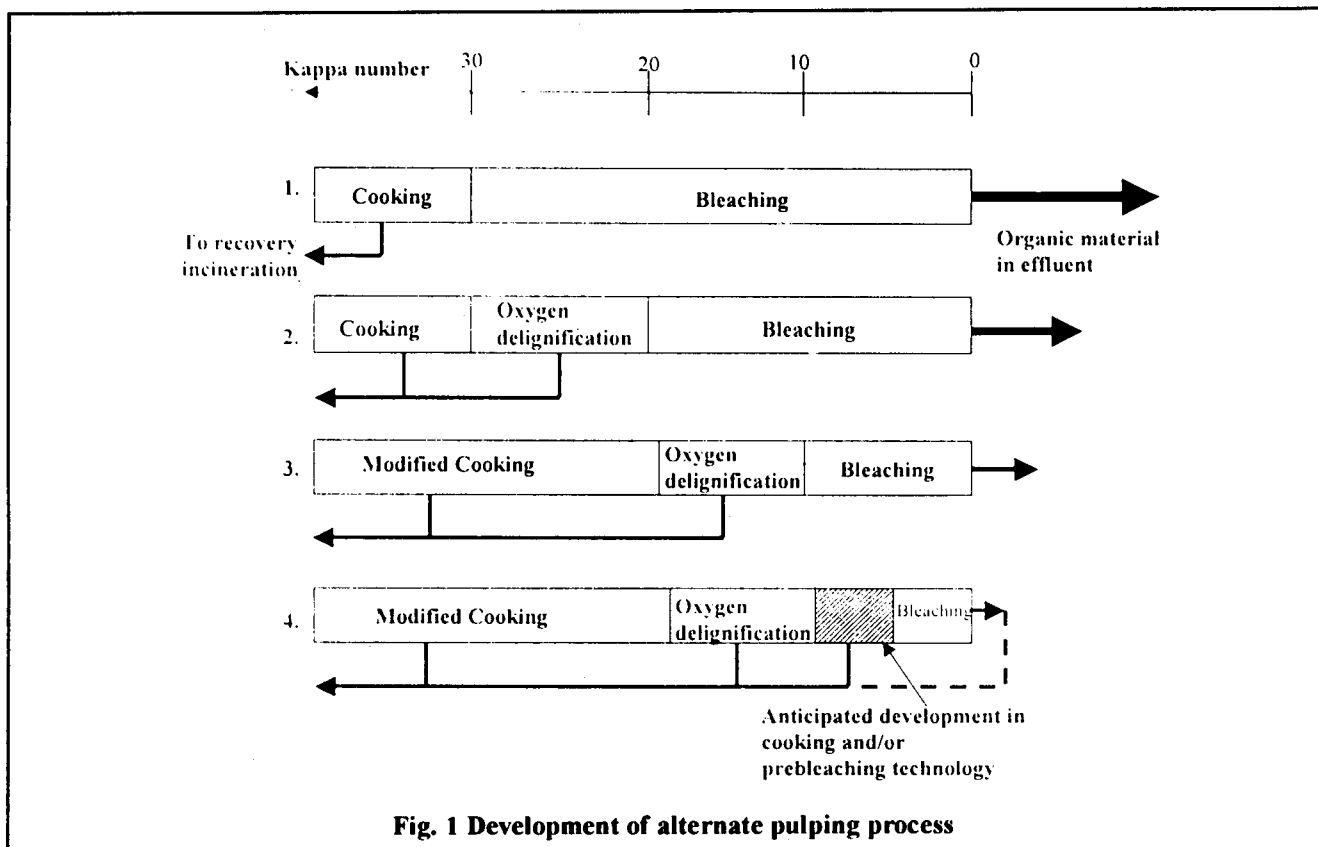 Kappa number
30
20
10
0
1.
Cooking
Bleaching
To recovery
incineration
Organic material
in effluent
2.
Cooking
Oxygen
delignification
Bleaching
3.
Modified Cooking
Oxygen
delignification
Bleaching
4.
Modified Cooking
Oxygen
delignification
Bleaching
Anticipated development in
cooking and/or
prebleaching technology
Fig. 1 Development of alternate pulping process